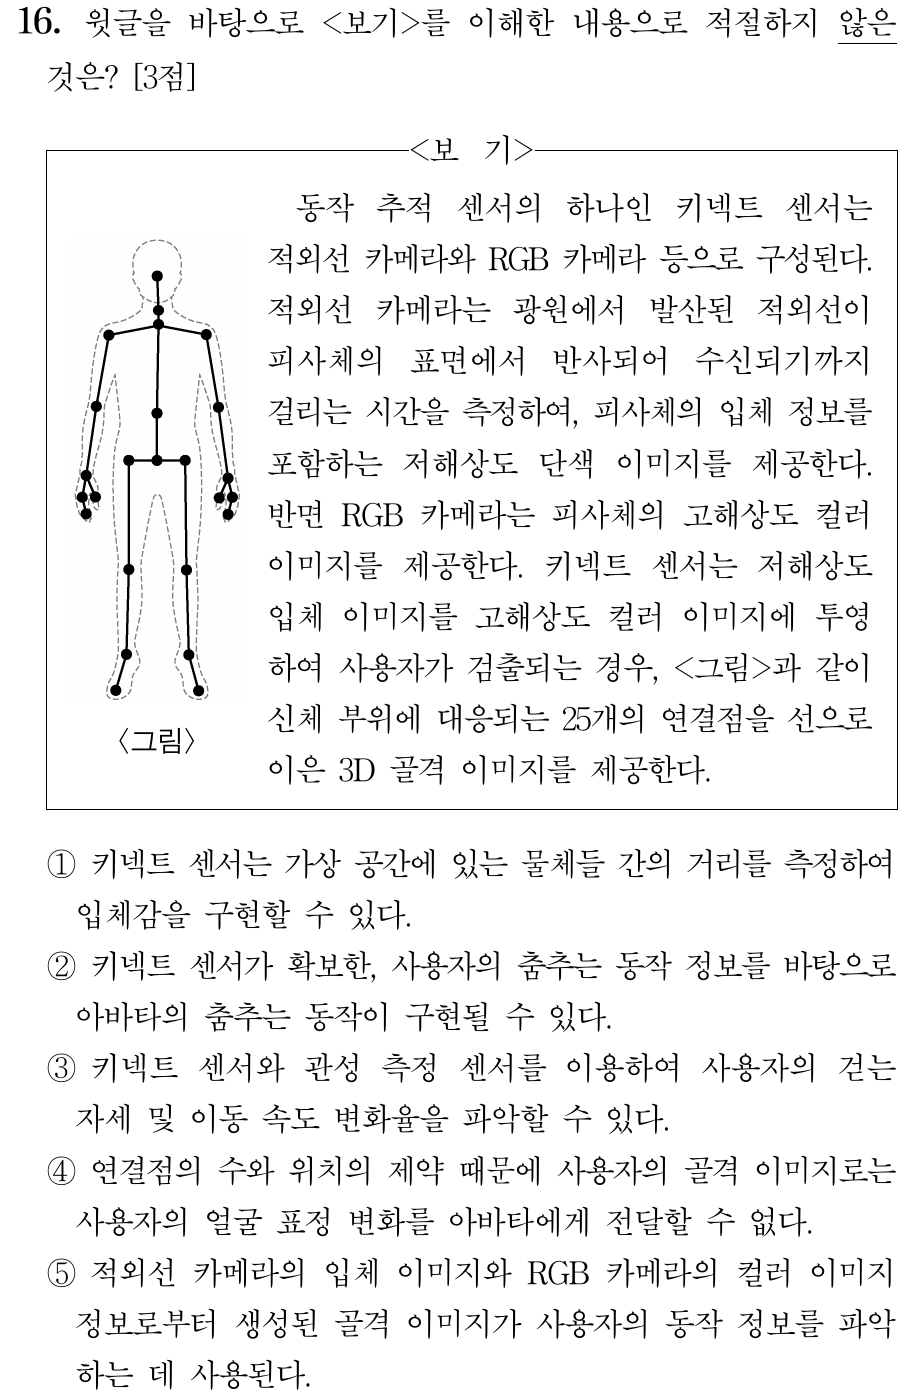 16. 윗글을 바탕으로 <보기>를 이해한 내용으로 적절하지 않은
것은? [3점]
<보 기>
동작 추적 센서의 하나인 키넥트 센서는
적외선 카메라와 RGB 카메라 등으로 구성된다.
적외선 카메라는 광원에서 발산된 적외선이
피사체의 표면에서 반사되어 수신되기까지
걸리는 시간을 측정하여, 피사체의 입체 정보를
포함하는 저해상도 단색 이미지를 제공한다.
반면 RGB 카메라는 피사체의 고해상도 컬러
이미지를 제공한다. 키넥트 센서는 저해상도
입체 이미지를 고해상도 컬러 이미지에 투영
하여 사용자가 검출되는 경우, <그림>과 같이
신체 부위에 대응되는 25개의 연결점을 선으로
이은 3D 골격 이미지를 제공한다.
〈그림〉
① 키넥트 센서는 가상 공간에 있는 물체들 간의 거리를 측정하여
입체감을 구현할 수 있다.
② 키넥트 센서가 확보한, 사용자의 춤추는 동작 정보를 바탕으로
아바타의 춤추는 동작이 구현될 수 있다.
③ 키넥트 센서와 관성 측정 센서를 이용하여 사용자의 걷는
자세 및 이동 속도 변화율을 파악할 수 있다.
④ 연결점의 수와 위치의 제약 때문에 사용자의 골격 이미지로는
사용자의 얼굴 표정 변화를 아바타에게 전달할 수 없다.
⑤ 적외선 카메라의 입체 이미지와 RGB 카메라의 컬러 이미지
정보로부터 생성된 골격 이미지가 사용자의 동작 정보를 파악
하는 데 사용된다.